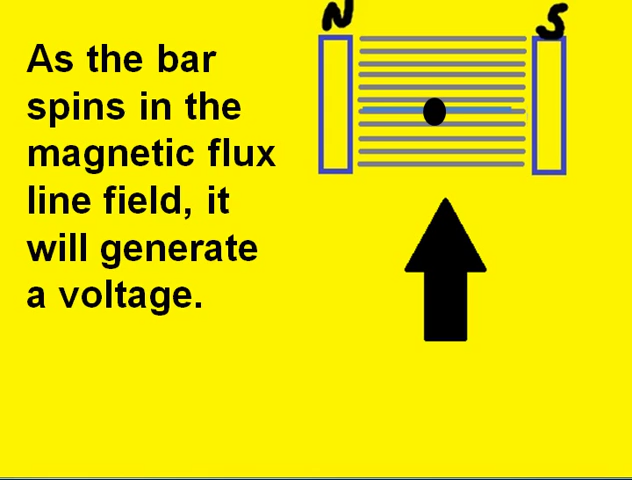 N
S
As the bar
spins in the
magnetic flux
line field, it
will generate
a voltage.